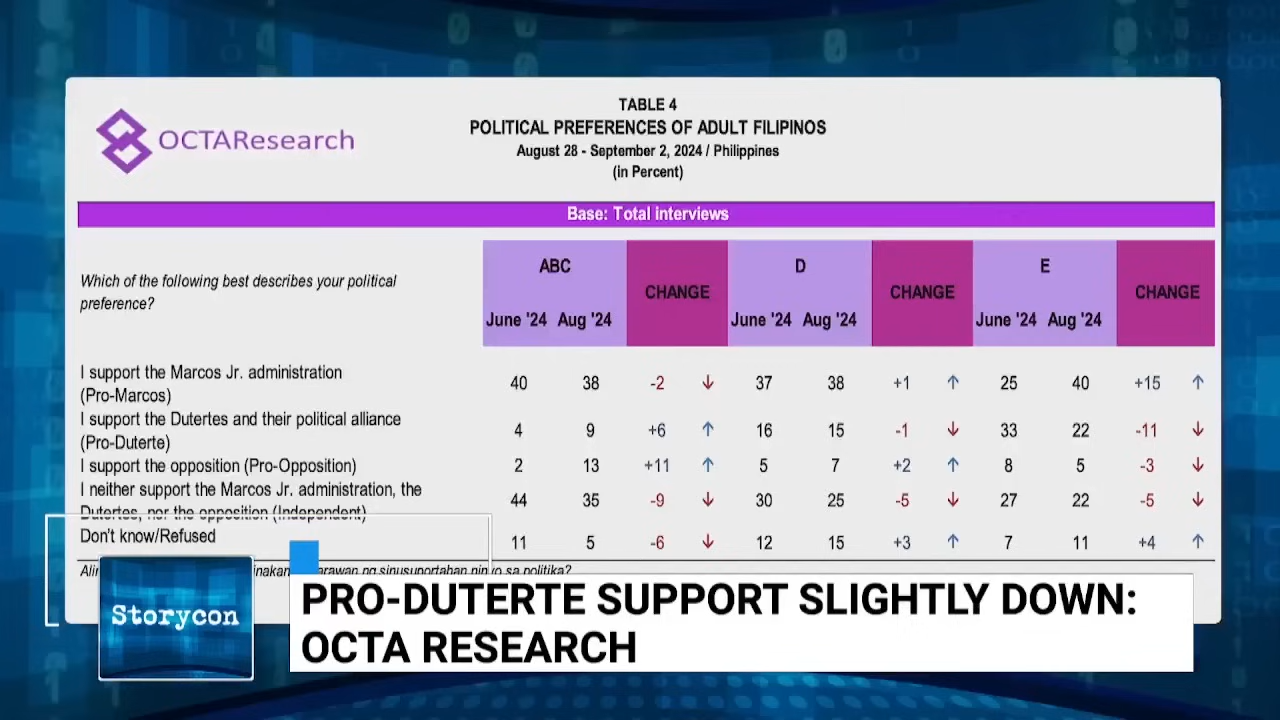 OCTAResearch
TABLE 4
POLITICAL PREFERENCES OF ADULT FILIPINOS
August 28 - September 2, 2024 / Philippines
(in Percent)
Base: Total interviews
Which of the following best describes your political
preference?
ABC CHANGE D CHANGE E CHANGE
June '24 Aug '24 June '24 Aug '24 June '24 Aug '24
I support the Marcos Jr. administration
(Pro-Marcos) 40 38 -2 ↓ 37 38 +1 ↑ 25 40 +15 ↑
I support the Dutertes and their political alliance
(Pro-Duterte) 4 9 +6 ↑ 16 15 -1 ↓ 33 22 -11 ↓
I support the opposition (Pro-Opposition) 2 13 +11 ↑ 5 7 +2 ↑ 8 5 -3 ↓
I neither support the Marcos Jr. administration, the
Dutertes, nor the opposition (Independent) 44 35 -9 ↓ 30 25 -5 ↓ 27 22 -5 ↓
Don't know/Refused 11 5 -6 ↓ 12 15 +3 ↑ 7 11 +4 ↑
ng sinusuportahan ninyo sa politika?
Storycon
PRO-DUTERTE SUPPORT SLIGHTLY DOWN:
OCTA RESEARCH